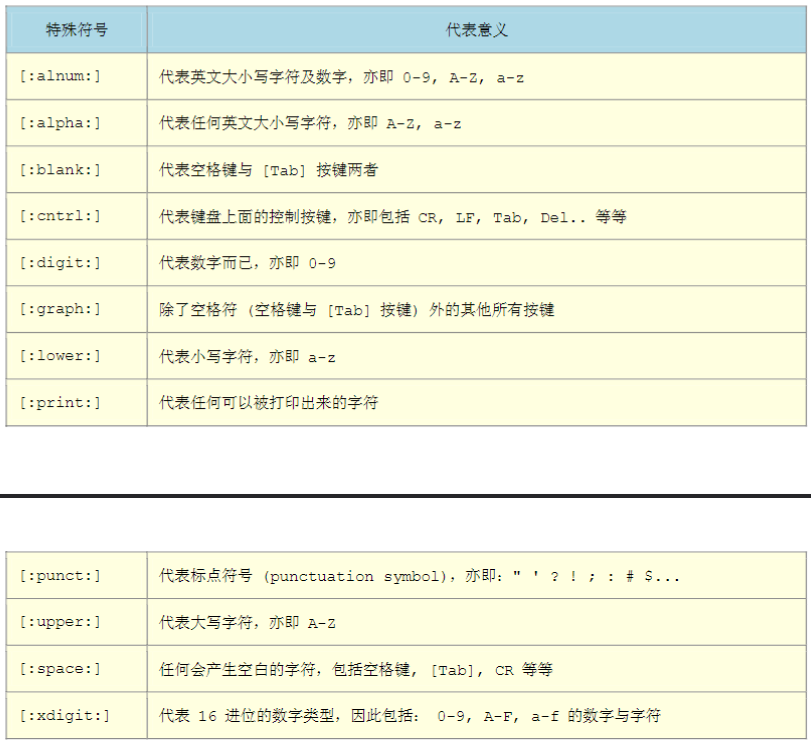 特殊符号 代表意义
[:alnum:] 代表英文大小写字符及数字，亦即 0-9, A-Z, a-z
[:alpha:] 代表任何英文大小写字符，亦即 A-Z, a-z
[:blank:] 代表空格键与 [Tab] 按键两者
[:cntrl:] 代表键盘上面的控制按键，亦即包括 CR, LF, Tab, Del.. 等等
[:digit:] 代表数字而已，亦即 0-9
[:graph:] 除了空格符 (空格键与 [Tab] 按键) 外的其他所有按键
[:lower:] 代表小写字符，亦即 a-z
[:print:] 代表任何可以被打印出来的字符
[:punct:] 代表标点符号 (punctuation symbol)，亦即：" ' ? ! ; : # $...
[:upper:] 代表大写字符，亦即 A-Z
[:space:] 任何会产生空白的字符，包括空格键, [Tab], CR 等等
[:xdigit:] 代表 16 进位的数字类型，因此包括： 0-9, A-F, a-f 的数字与字符